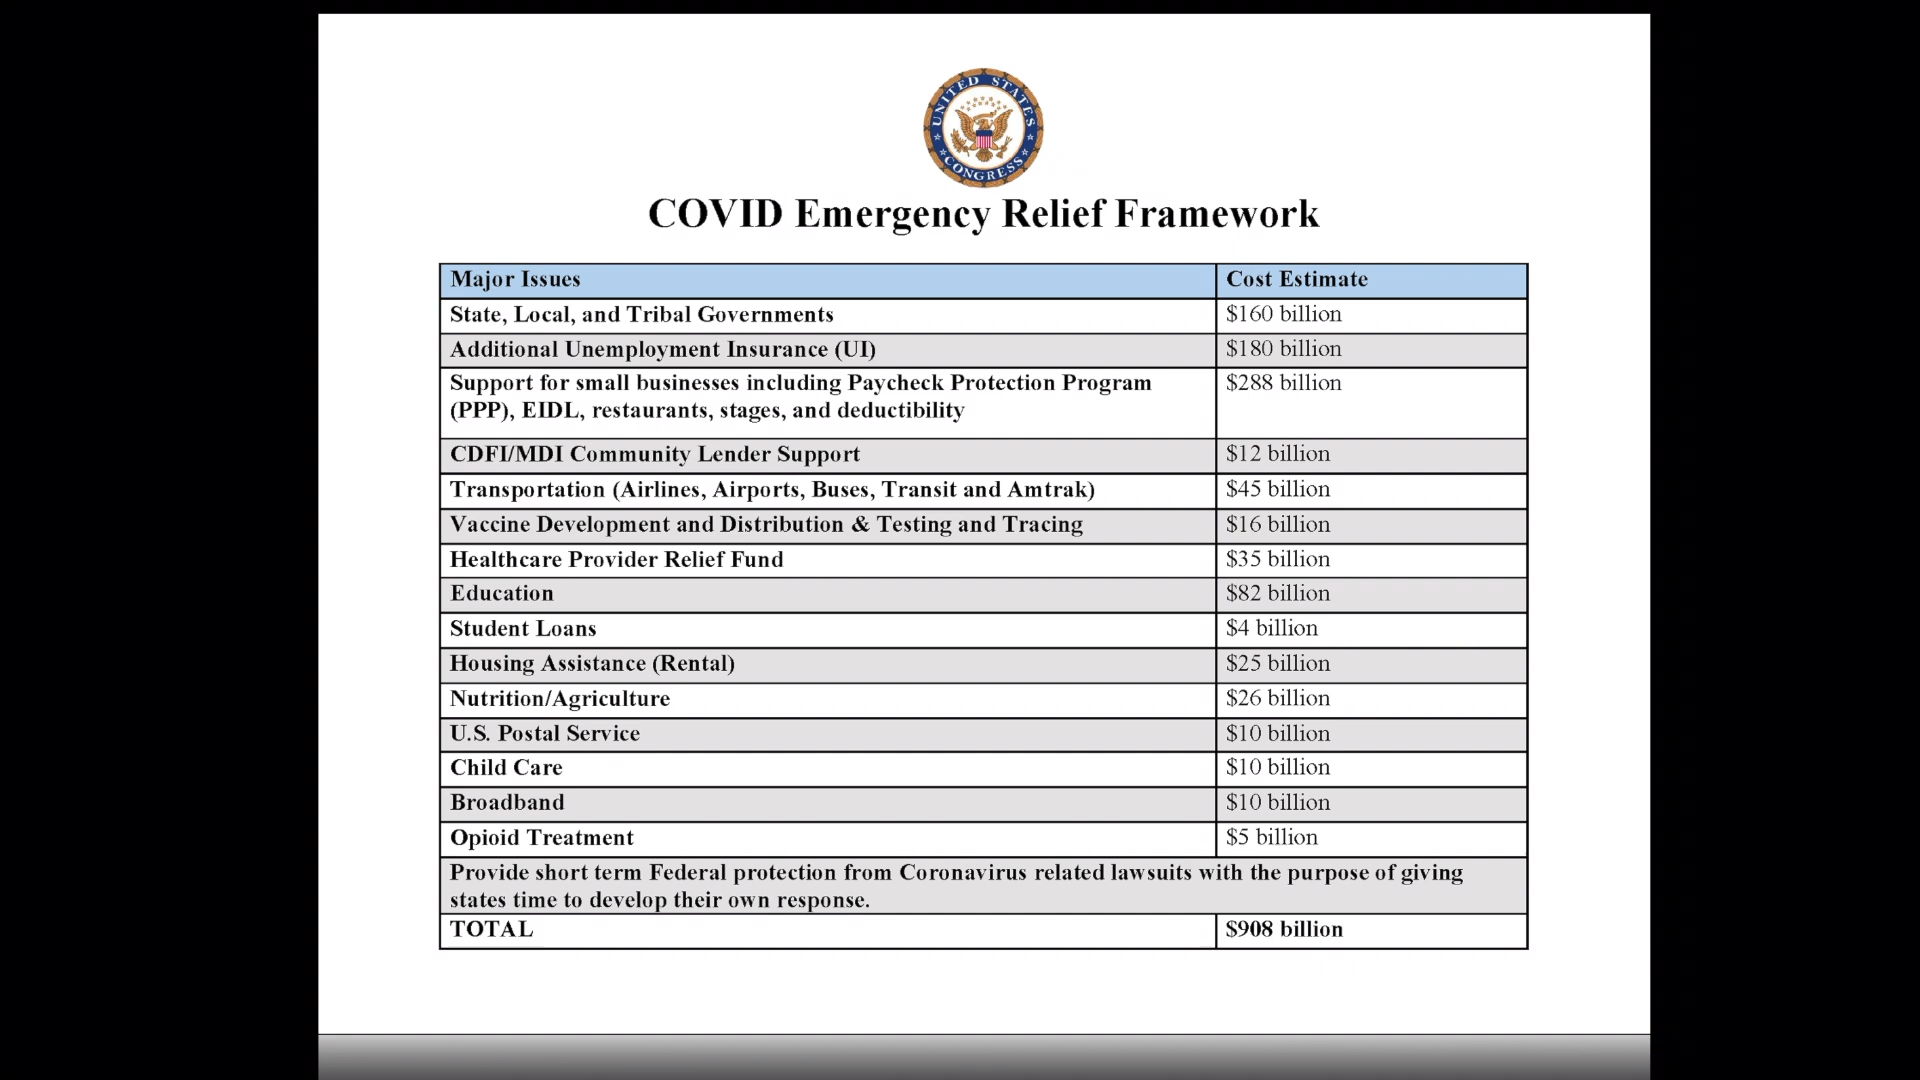 UNITED STATES
CONGRESS
COVID Emergency Relief Framework
Major Issues Cost Estimate
State, Local, and Tribal Governments $160 billion
Additional Unemployment Insurance (UI) $180 billion
Support for small businesses including Paycheck Protection Program $288 billion
(PPP), EIDL, restaurants, stages, and deductibility
CDFI/MDI Community Lender Support $12 billion
Transportation (Airlines, Airports, Buses, Transit and Amtrak) $45 billion
Vaccine Development and Distribution & Testing and Tracing $16 billion
Healthcare Provider Relief Fund $35 billion
Education $82 billion
Student Loans $4 billion
Housing Assistance (Rental) $25 billion
Nutrition/Agriculture $26 billion
U.S. Postal Service $10 billion
Child Care $10 billion
Broadband $10 billion
Opioid Treatment $5 billion
Provide short term Federal protection from Coronavirus related lawsuits with the purpose of giving
states time to develop their own response.
TOTAL $908 billion